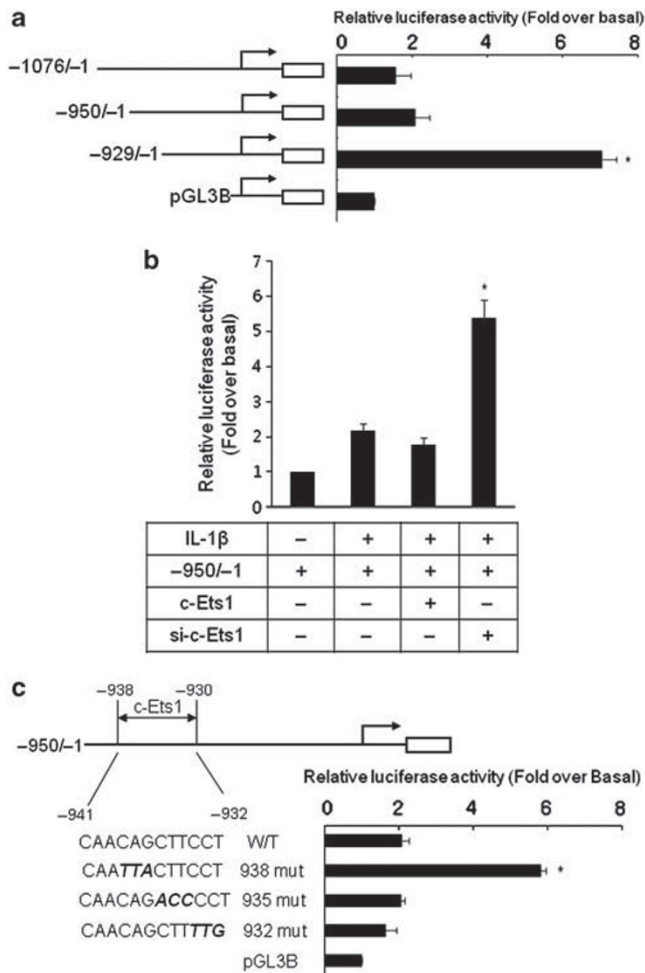 a
Relative luciferase activity (Fold over basal)
0 2 4 6 8
–1076/–1
–950/–1
–929/–1
*
pGL3B
b
Relative luciferase activity
(Fold over basal)
7
6
5
4
3
2
1
0
*
IL-1β – + + +
–950/–1 + + + +
c-Ets1 – – + –
si-c-Ets1 – – – +
c
–938 –930
c-Ets1
–950/–1
–941 –932
Relative luciferase activity (Fold over Basal)
0 2 4 6 8
CAACAGCTTCCT W/T
CAATTACTTCCT 938 mut *
CAACAGACCCCT 935 mut
CAACAGCTTTTG 932 mut
pGL3B